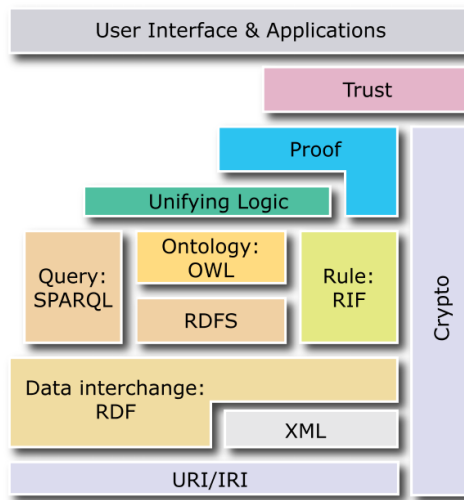 User Interface & Applications
Trust
Proof
Unifying Logic
Ontology:
OWL
Query:
SPARQL
Rule:
RIF
RDFS
Crypto
Data interchange:
RDF
XML
URI/IRI